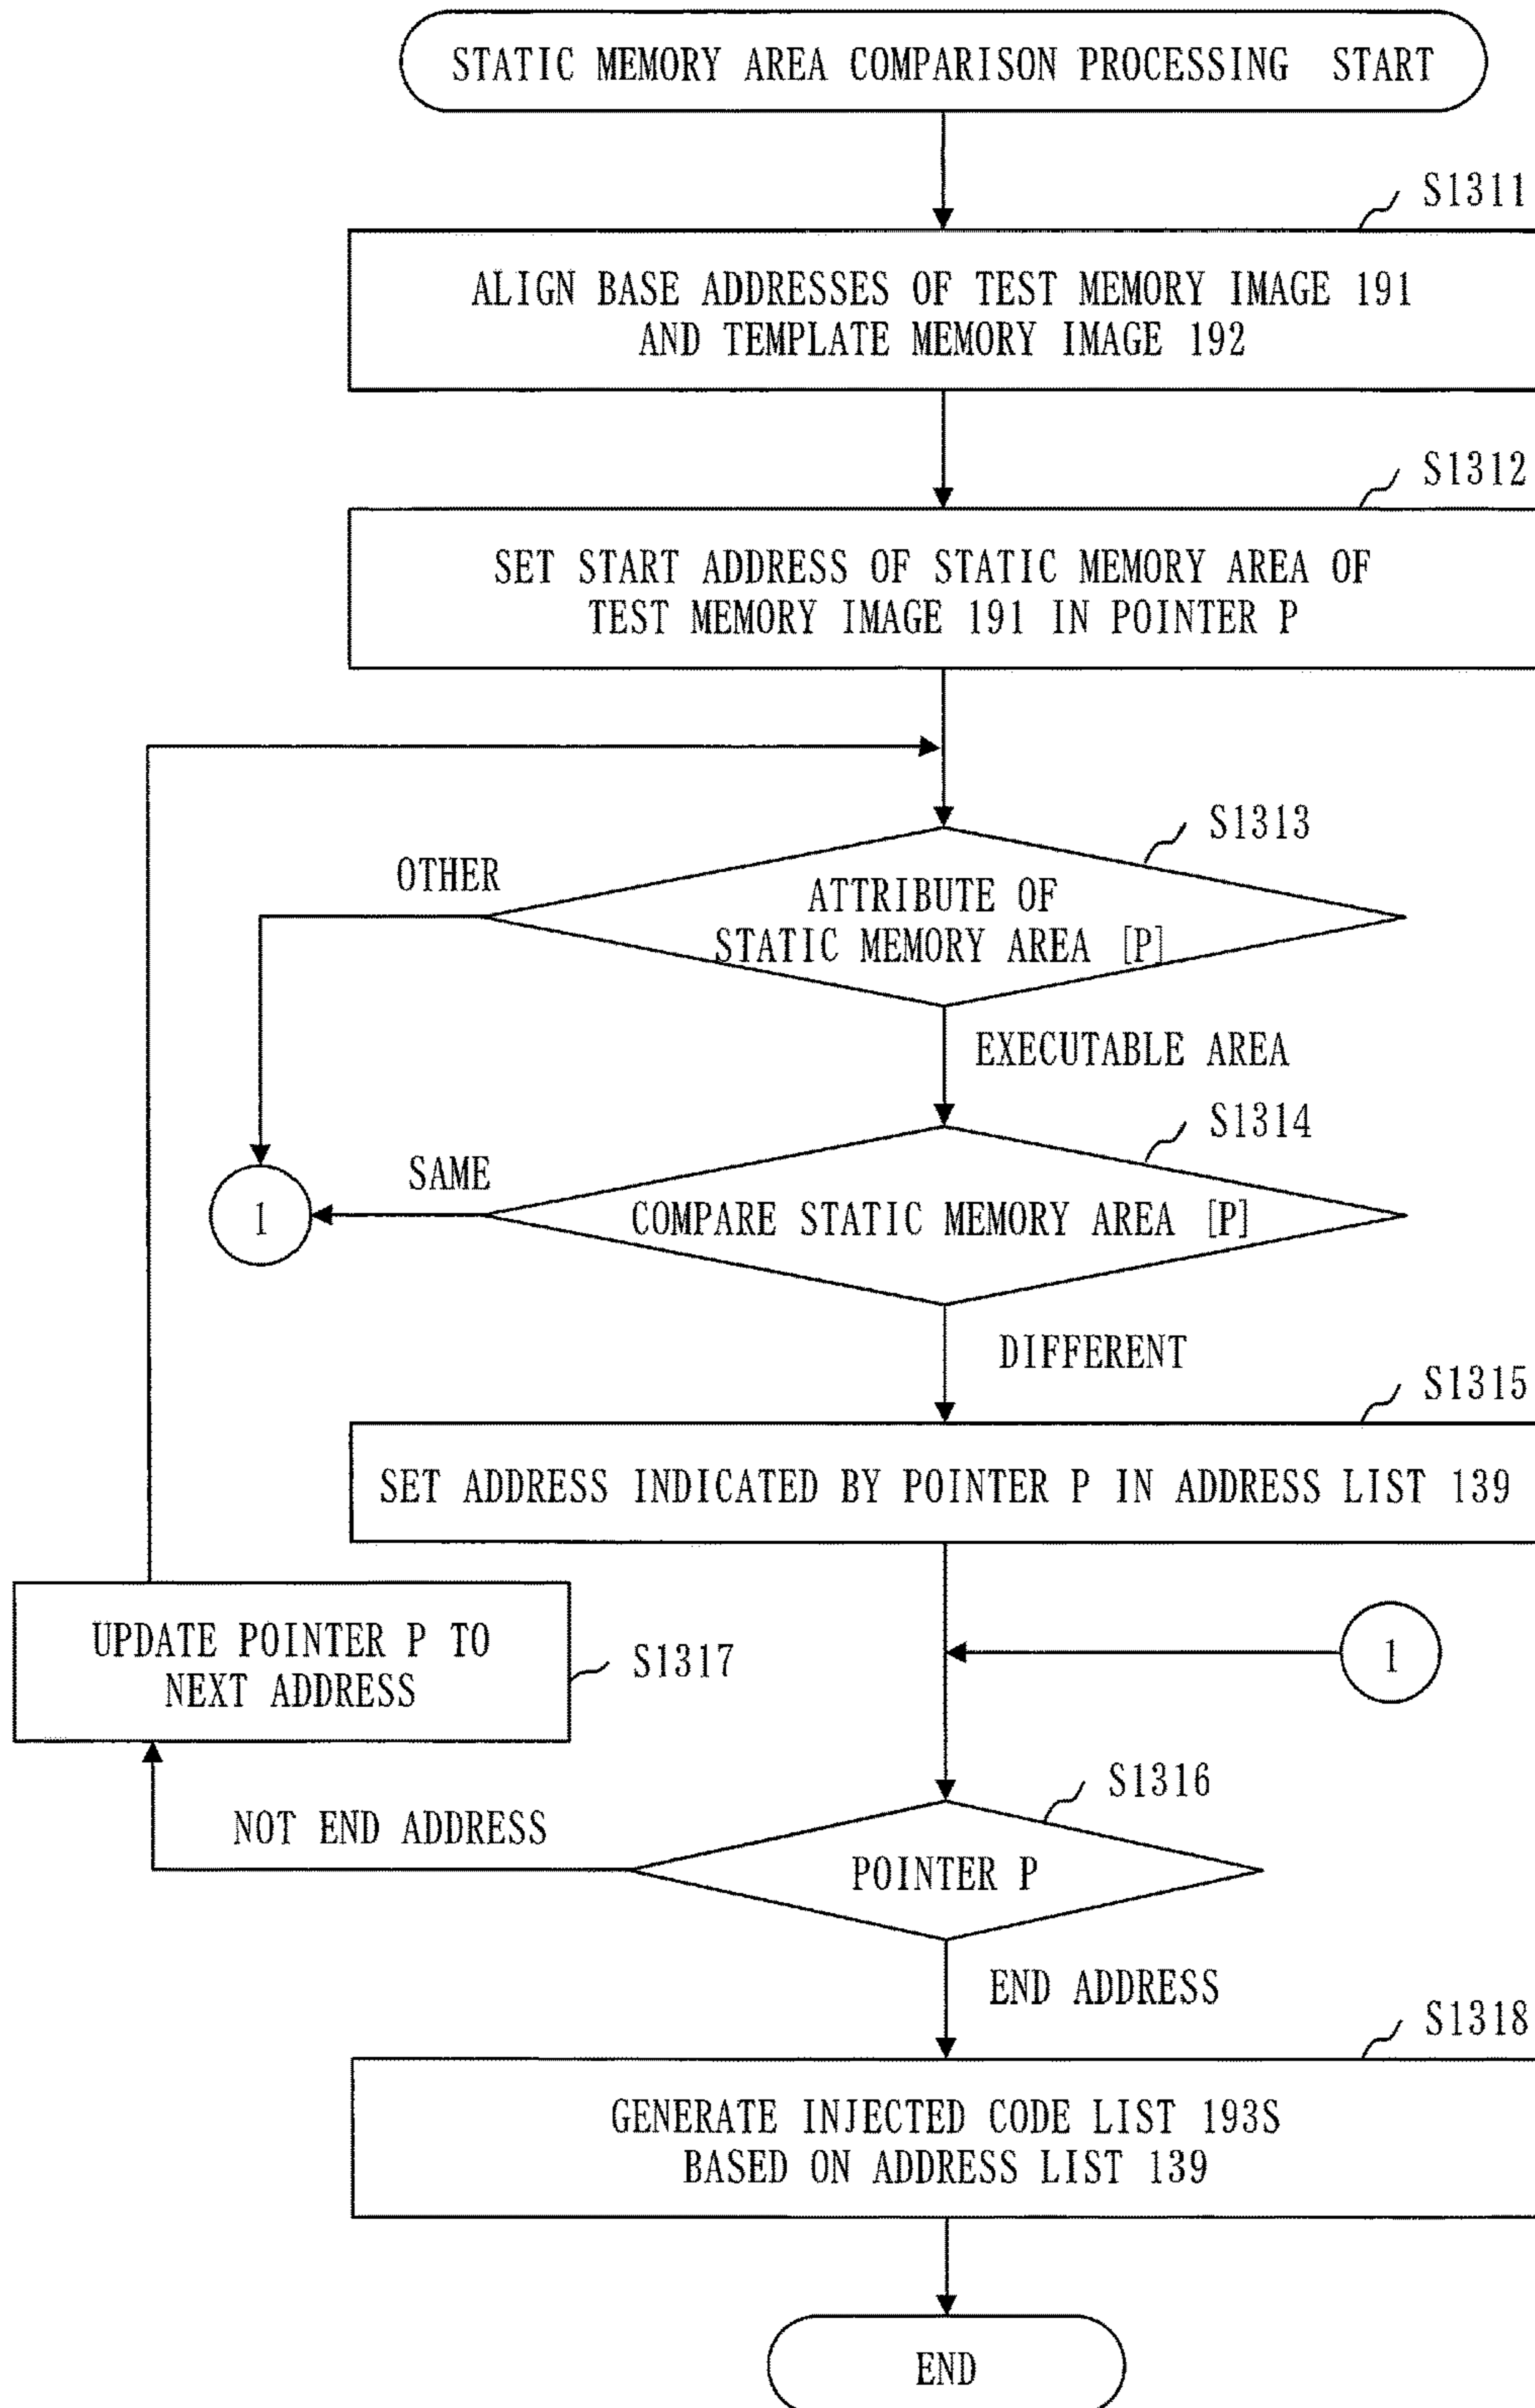 STATIC MEMORY AREA COMPARISON PROCESSING START
S1311
ALIGN BASE ADDRESSES OF TEST MEMORY IMAGE 191
AND TEMPLATE MEMORY IMAGE 192
S1312
SET START ADDRESS OF STATIC MEMORY AREA OF
TEST MEMORY IMAGE 191 IN POINTER P
S1313
OTHER
ATTRIBUTE OF
STATIC MEMORY AREA [P]
EXECUTABLE AREA
S1314
SAME
1
COMPARE STATIC MEMORY AREA [P]
DIFFERENT
S1315
SET ADDRESS INDICATED BY POINTER P IN ADDRESS LIST 139
UPDATE POINTER P TO
NEXT ADDRESS
S1317
1
S1316
NOT END ADDRESS
POINTER P
END ADDRESS
S1318
GENERATE INJECTED CODE LIST 193S
BASED ON ADDRESS LIST 139
END